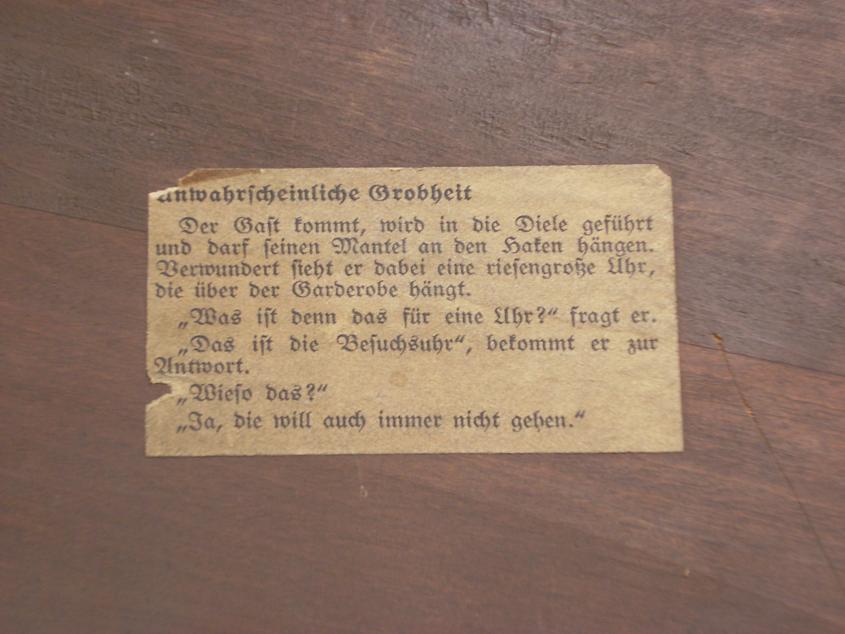 Unwahrscheinliche Grobheit
Der Gast kommt, wird in die Diele geführt
und darf seinen Mantel an den Haken hängen.
Verwundert sieht er dabei eine riesengroße Uhr,
die über der Garderobe hängt.
„Was ist denn das für eine Uhr?“ fragt er.
„Das ist die Besuchsuhr“, bekommt er zur
Antwort.
„Wieso das?“
„Ja, die will auch immer nicht gehen.“